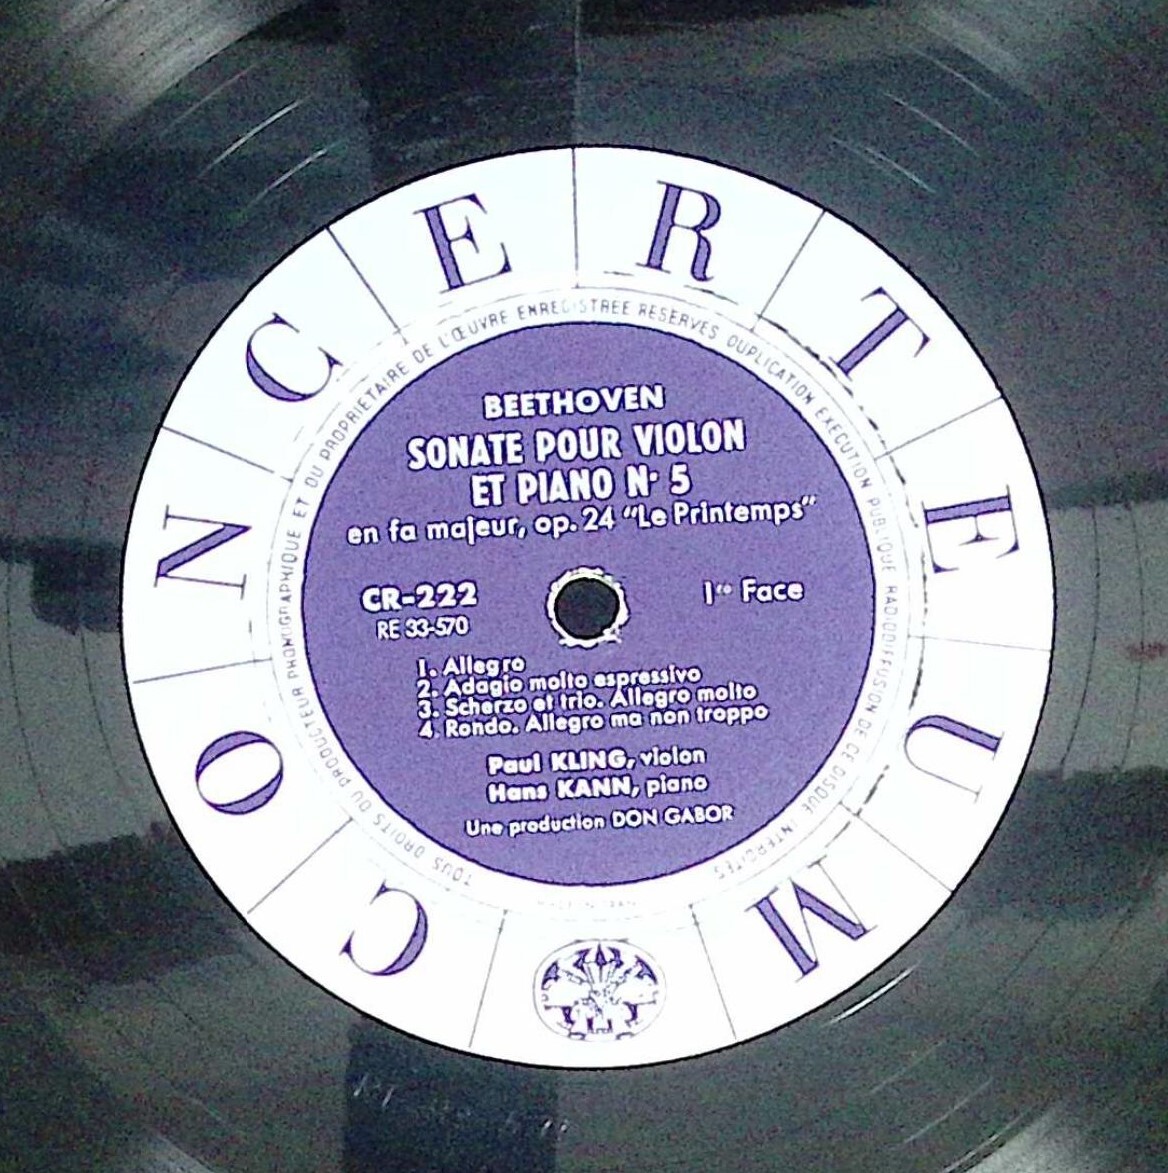 CONCERTEUM
TOUS DROITS DU PRODUCTEUR PHONOGRAPHIQUE ET DU PROPRIETAIRE DE L'ŒUVRE ENREGISTREE RESERVES DUPLICATION EXECUTION PUBLIQUE RADIODIFFUSION DE CE DISQUE INTERDITES
BEETHOVEN
SONATE POUR VIOLON
ET PIANO N° 5
en fa majeur, op. 24 "Le Printemps"
CR-222
1re Face
RE 33-570
1. Allegro
2. Adagio molto espressivo
3. Scherzo et trio. Allegro molto
4. Rondo. Allegro ma non troppo
Paul KLING, violon
Hans KANN, piano
Une production DON GABOR